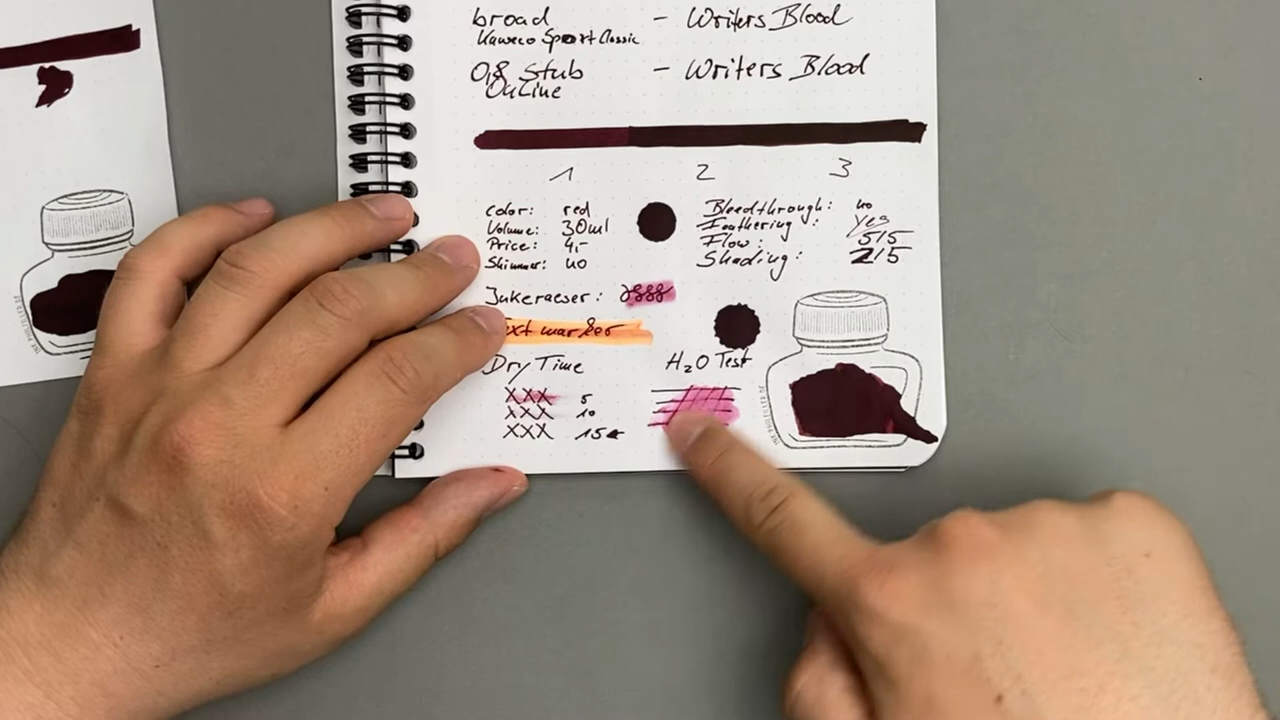 broad - Writers Blood
Kaweco Sport Classic
0,8 Stub - Writers Blood
Online
1 2 3
Color: red
Volume: 30ml
Price: 4,-
Shimmer: no
Bleedthrough: no
Feathering: Yes
Flow: 5/5
Shading: 2/5
Inkeraeser:
ext marker
Dry Time
5
10
15
H2O Test